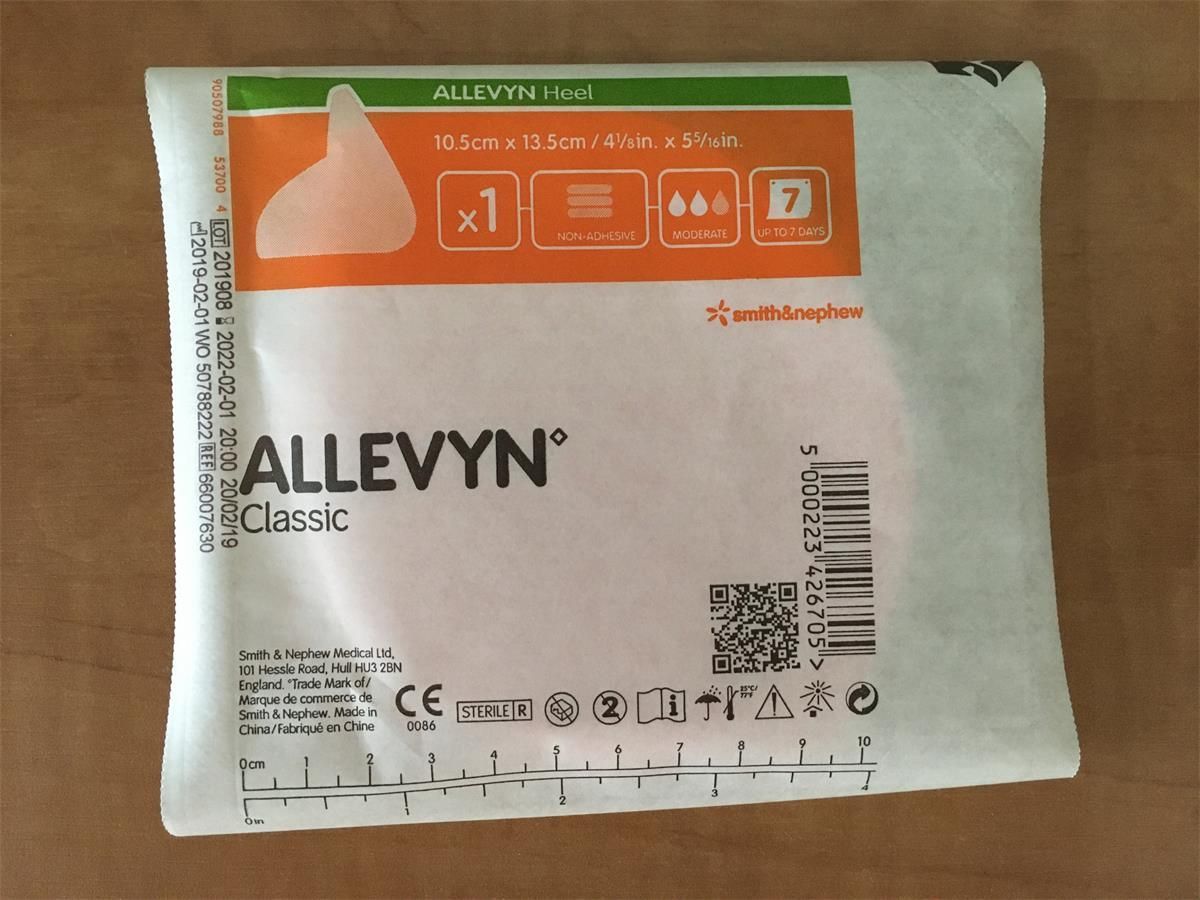 ALLEVYN Heel
10.5cm x 13.5cm / 4⅛in. x 5⁵/₁₆in.
x1
NON-ADHESIVE
MODERATE
7
UP TO 7 DAYS
smith&nephew
90507988 53700 4
LOT 201908 2022-02-01 20:00 20/02/19
2019-02-01 WO 50788222 REF 66007630
ALLEVYN◊
Classic
5 000223 426705 >
Smith & Nephew Medical Ltd,
101 Hessle Road, Hull HU3 2BN
England. °Trade Mark of/
Marque de commerce de
Smith & Nephew. Made in
China/Fabriqué en Chine
CE
0086
STERILE R
2
i
25°C/
77°F
0cm 1 2 3 4 5 6 7 8 9 10
0in 1 2 3 4